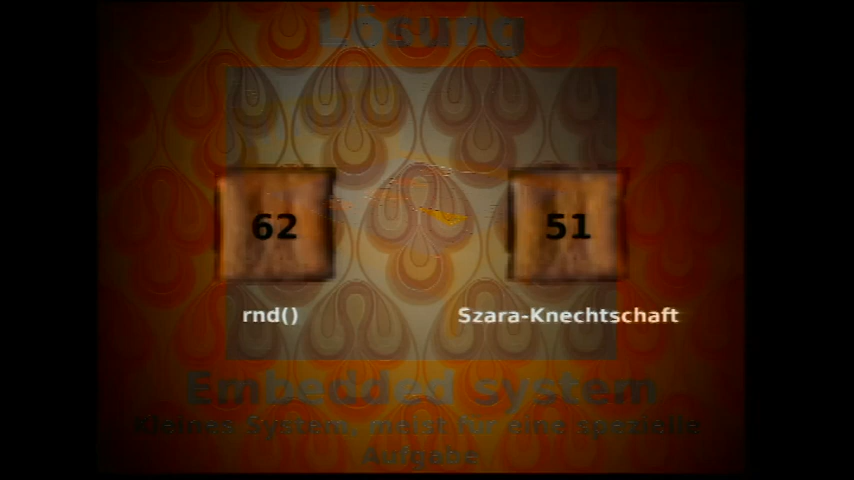 Lösung
62 51
rnd() Szara-Knechtschaft
Embedded system
Kleines System, meist für eine spezielle
Aufgabe